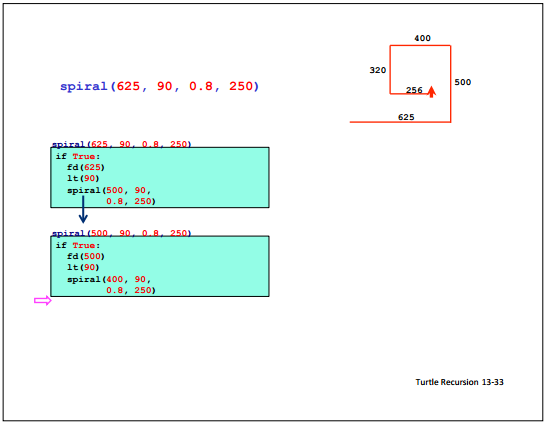 400
320
500
256
625
spiral(625, 90, 0.8, 250)
spiral(625, 90, 0.8, 250)
if True:
fd(625)
lt(90)
spiral(500, 90,
0.8, 250)
spiral(500, 90, 0.8, 250)
if True:
fd(500)
lt(90)
spiral(400, 90,
0.8, 250)
Turtle Recursion 13-33